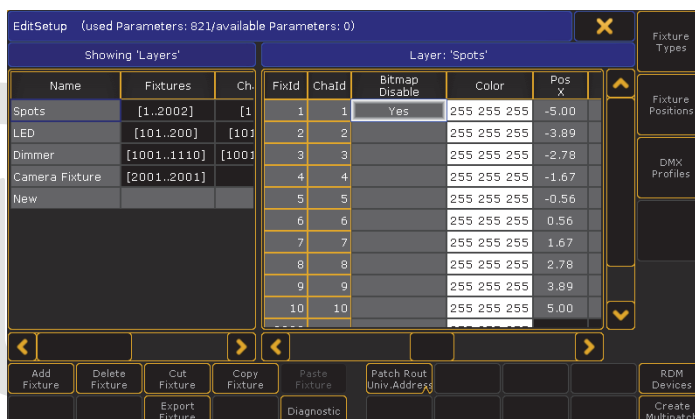 EditSetup (used Parameters: 821/available Parameters: 0)
Fixture Types
Showing 'Layers'
Layer: 'Spots'
Name Fixtures Ch FixId ChaId Bitmap Disable Color Pos X
Spots [1..2002] [1 1 1 Yes 255 255 255 -5.00
LED [101..200] [101 2 2 255 255 255 -3.89
Dimmer [1001..1110] [1001 3 3 255 255 255 -2.78
Camera Fixture [2001..2001] 4 4 255 255 255 -1.67
New 5 5 255 255 255 -0.56
6 6 255 255 255 0.56
7 7 255 255 255 1.67
8 8 255 255 255 2.78
9 9 255 255 255 3.89
10 10 255 255 255 5.00
Fixture Positions
DMX Profiles
Add Fixture
Delete Fixture
Cut Fixture
Copy Fixture
Paste Fixture
Patch Rout Univ.Address
RDM Devices
Export Fixture
Diagnostic
Create Multipatch